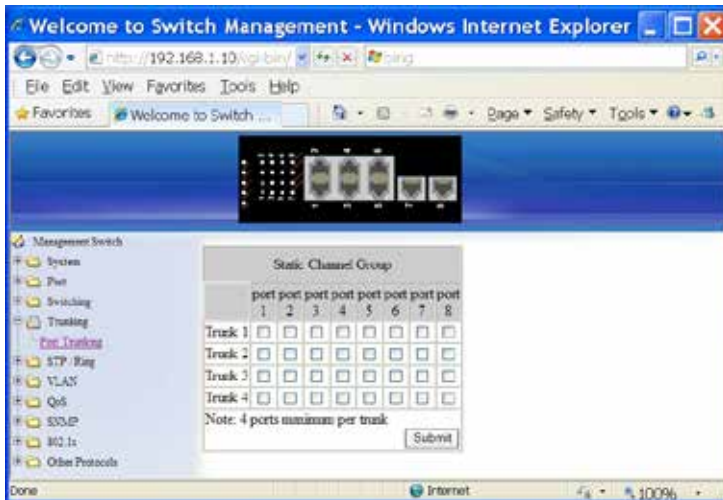 Welcome to Switch Management - Windows Internet Explorer
http://192.168.1.10/cgi-bin/
Bing
File Edit View Favorites Tools Help
Favorites Welcome to Switch ... Page Safety Tools
Management Switch
System
Port
Switching
Trunking
Port Trunking
STP / Ring
VLAN
QoS
SNMP
802.1x
Other Protocols
Static Channel Group
port port port port port port port port
1 2 3 4 5 6 7 8
Trunk 1
Trunk 2
Trunk 3
Trunk 4
Note: 4 ports maximum per trunk
Submit
Done Internet 100%